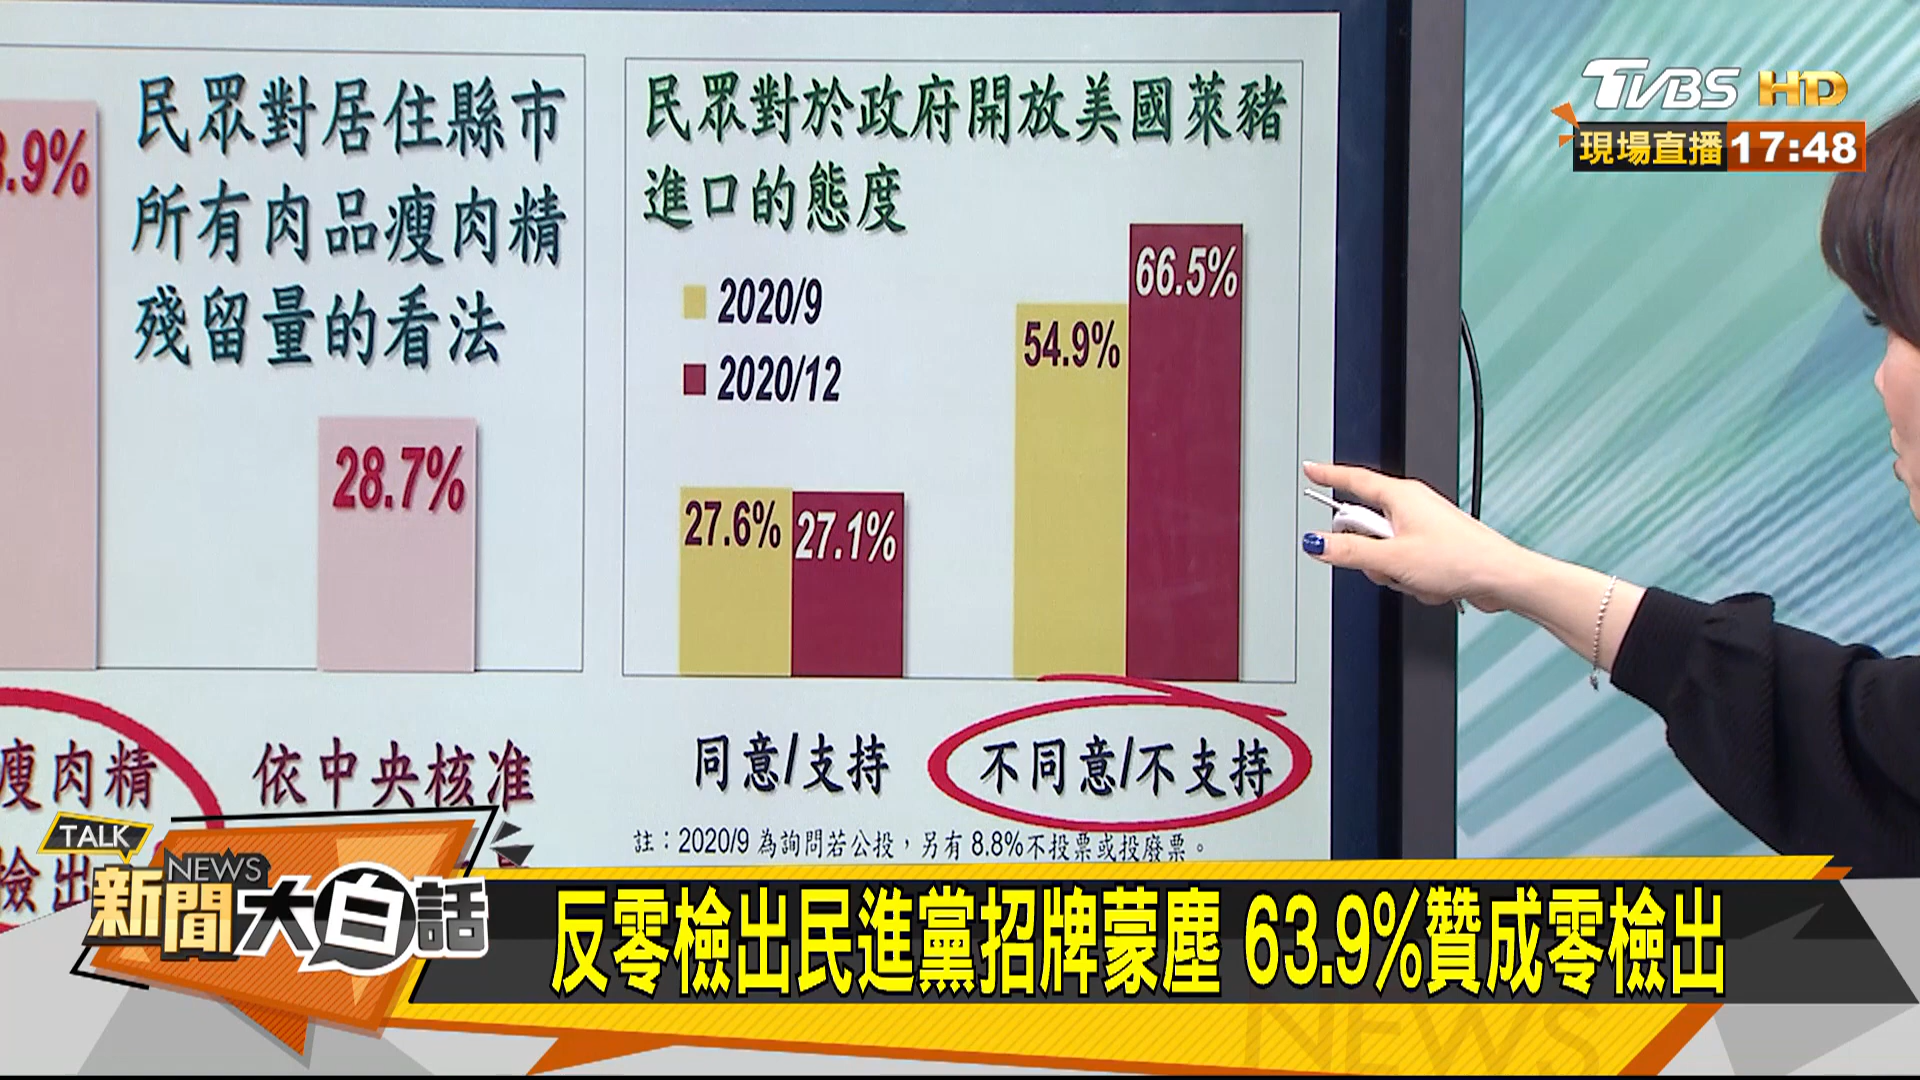 TVBS HD
現場直播 17:48
.9%
民眾對居住縣市
所有肉品瘦肉精
殘留量的看法
28.7%
瘦肉精
檢出
依中央核准
民眾對於政府開放美國萊豬
進口的態度
2020/9
2020/12
27.6%
27.1%
54.9%
66.5%
同意/支持
不同意/不支持
註：2020/9 為詢問若公投，另有 8.8%不投票或投廢票。
TALK
NEWS
新聞大白話
反零檢出民進黨招牌蒙塵 63.9%贊成零檢出
NEWS